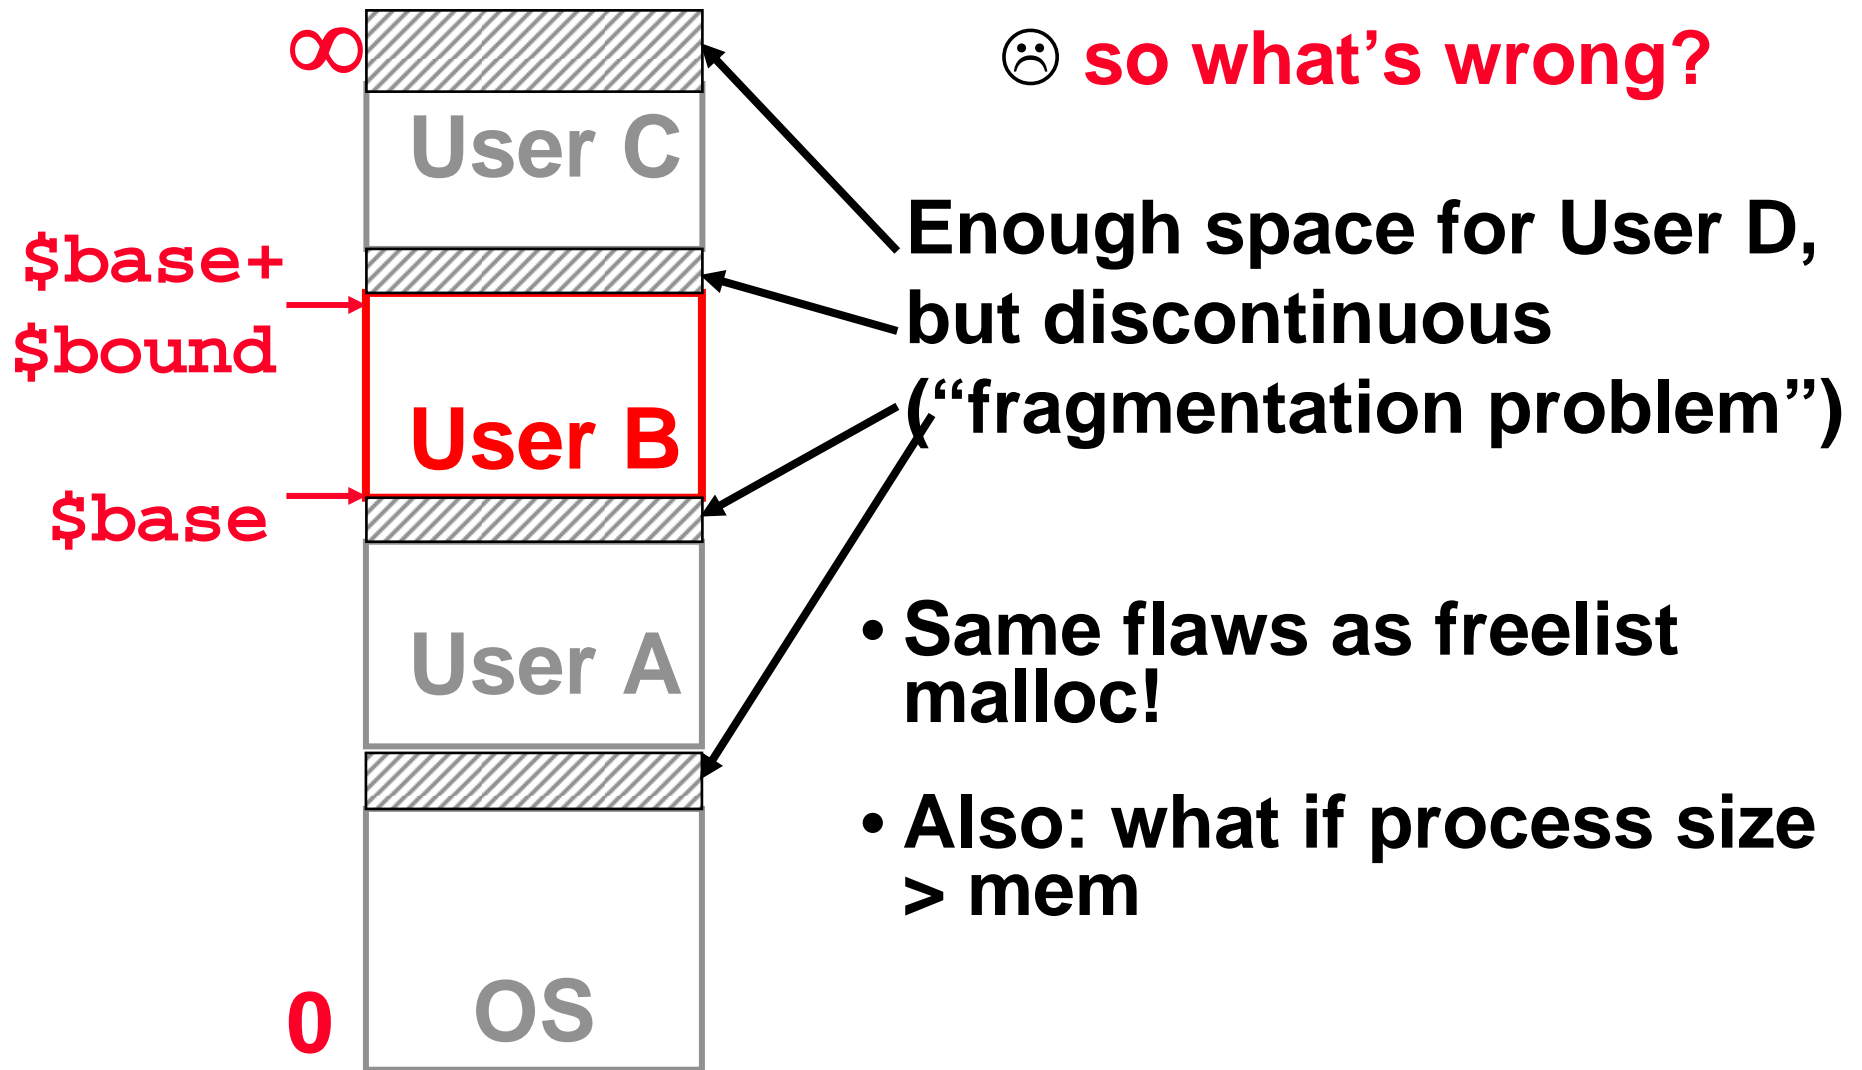 ∞
☹ so what’s wrong?
User C
$base+
$bound
Enough space for User D,
but discontinuous
(“fragmentation problem”)
User B
$base
User A
• Same flaws as freelist
malloc!
• Also: what if process size
> mem
OS
0